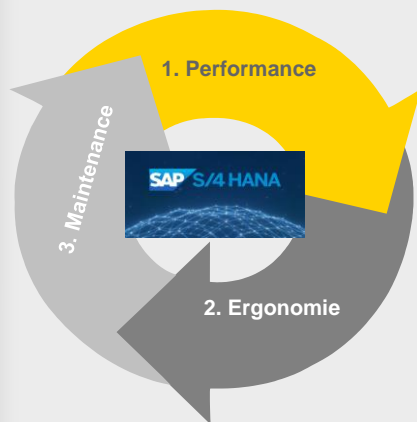 1. Performance
3. Maintenance
SAP S/4 HANA
2. Ergonomie